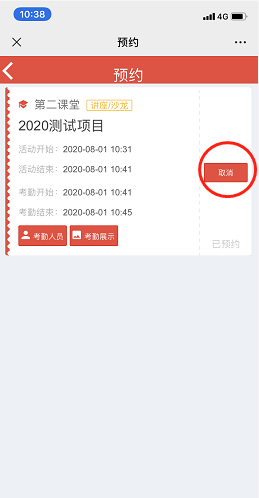 10:38
4G
预约
预约
第二课堂 讲座/沙龙
2020测试项目
活动开始：2020-08-01 10:31
活动结束：2020-08-01 10:41
取消
考勤开始：2020-08-01 10:41
考勤结束：2020-08-01 10:45
考勤人员 考勤展示
已预约